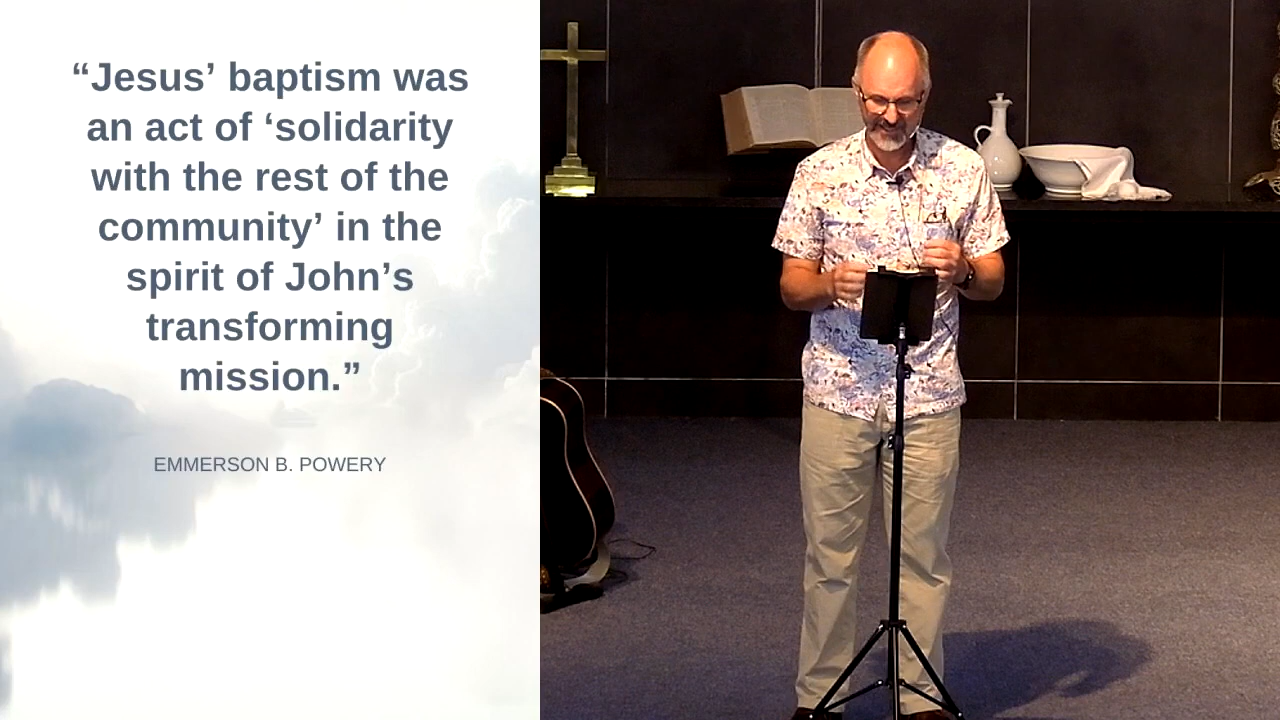 “Jesus’ baptism was
an act of ‘solidarity
with the rest of the
community’ in the
spirit of John’s
transforming
mission.”
EMMERSON B. POWERY